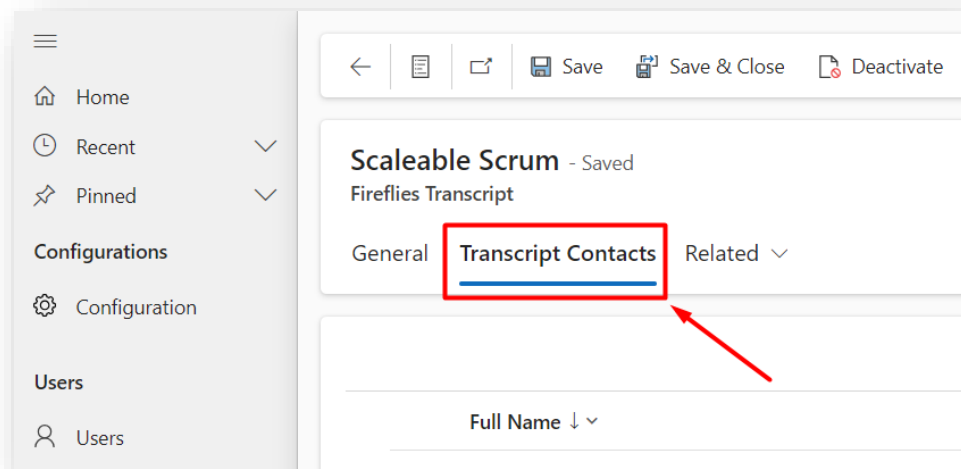 Home
Recent
Pinned
Configurations
Configuration
Users
Users
Save Save & Close Deactivate
Scaleable Scrum - Saved
Fireflies Transcript
General Transcript Contacts Related
Full Name